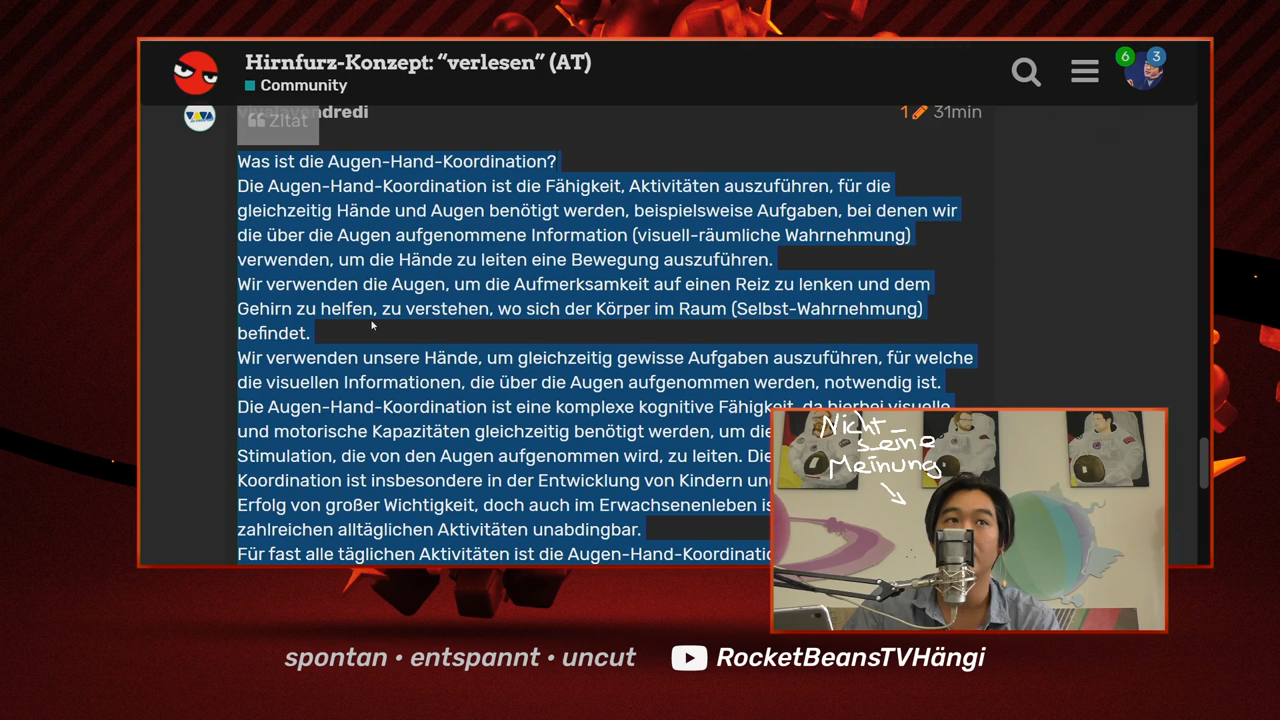 Hirnfurz-Konzept: “verlesen” (AT)
Community
6
3
vivalavendredi
Zitat
1
31min
Was ist die Augen-Hand-Koordination?
Die Augen-Hand-Koordination ist die Fähigkeit, Aktivitäten auszuführen, für die
gleichzeitig Hände und Augen benötigt werden, beispielsweise Aufgaben, bei denen wir
die über die Augen aufgenommene Information (visuell-räumliche Wahrnehmung)
verwenden, um die Hände zu leiten eine Bewegung auszuführen.
Wir verwenden die Augen, um die Aufmerksamkeit auf einen Reiz zu lenken und dem
Gehirn zu helfen, zu verstehen, wo sich der Körper im Raum (Selbst-Wahrnehmung)
befindet.
Wir verwenden unsere Hände, um gleichzeitig gewisse Aufgaben auszuführen, für welche
die visuellen Informationen, die über die Augen aufgenommen werden, notwendig ist.
Die Augen-Hand-Koordination ist eine komplexe kognitive Fähigkeit, da hierbei visuelle
und motorische Kapazitäten gleichzeitig benötigt werden, um die
Stimulation, die von den Augen aufgenommen wird, zu leiten. Die
Koordination ist insbesondere in der Entwicklung von Kindern und
Erfolg von großer Wichtigkeit, doch auch im Erwachsenenleben
zahlreichen alltäglichen Aktivitäten unabdingbar.
Für fast alle täglichen Aktivitäten ist die Augen-Hand-
Nicht
seine
Meinung
spontan • entspannt • uncut
RocketBeansTVHängi